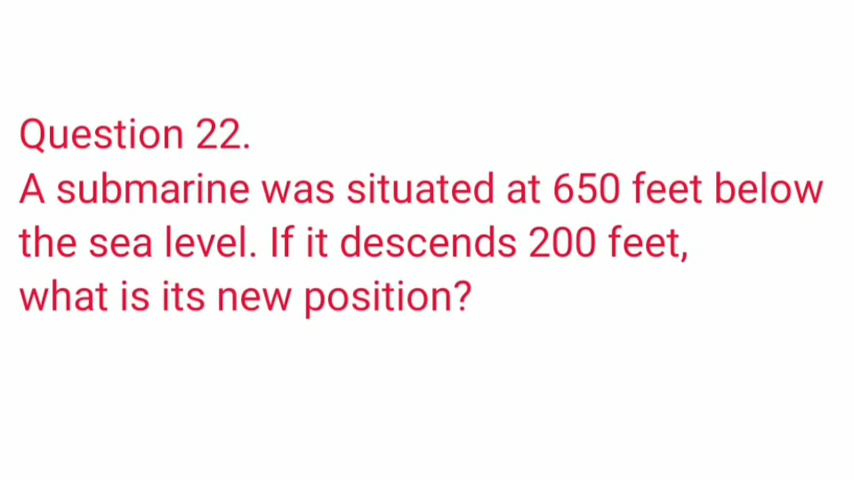 Question 22.
A submarine was situated at 650 feet below
the sea level. If it descends 200 feet,
what is its new position?